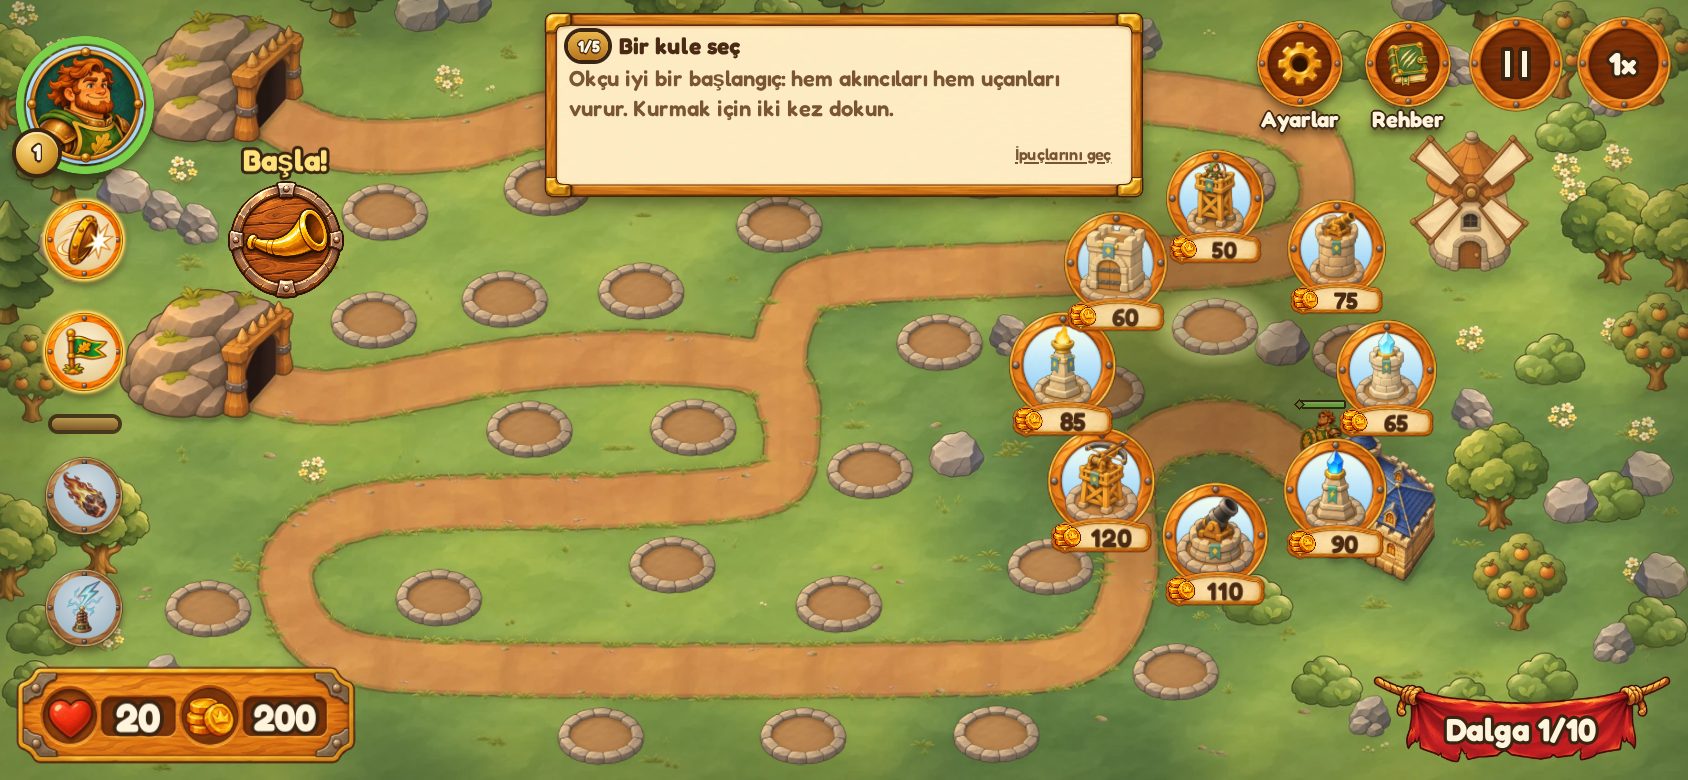 1/5 Bir kule seç
Okçu iyi bir başlangıç: hem akıncıları hem uçanları
vurur. Kurmak için iki kez dokun.
İpuçlarını geç
1x
Ayarlar
Rehber
1
Başla!
50
75
60
85
65
120
90
110
20
200
Dalga 1/10